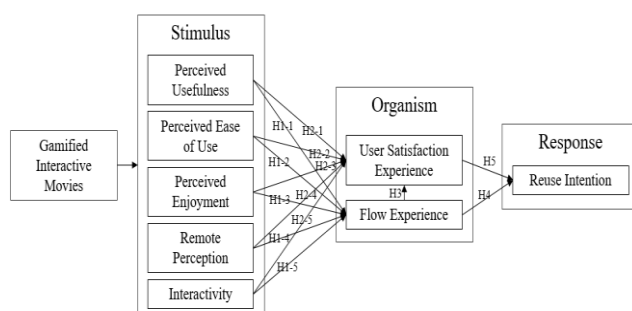 Stimulus
Perceived
Usefulness
Perceived Ease
of Use
Perceived
Enjoyment
Remote
Perception
Interactivity
Gamified
Interactive
Movies
H1-1
H2-1
H1-2
H2-2
H2-3
H1-3
H2-4
H2-5
H1-4
H1-5
Organism
User Satisfaction
Experience
H3
Flow Experience
H5
H4
Response
Reuse Intention